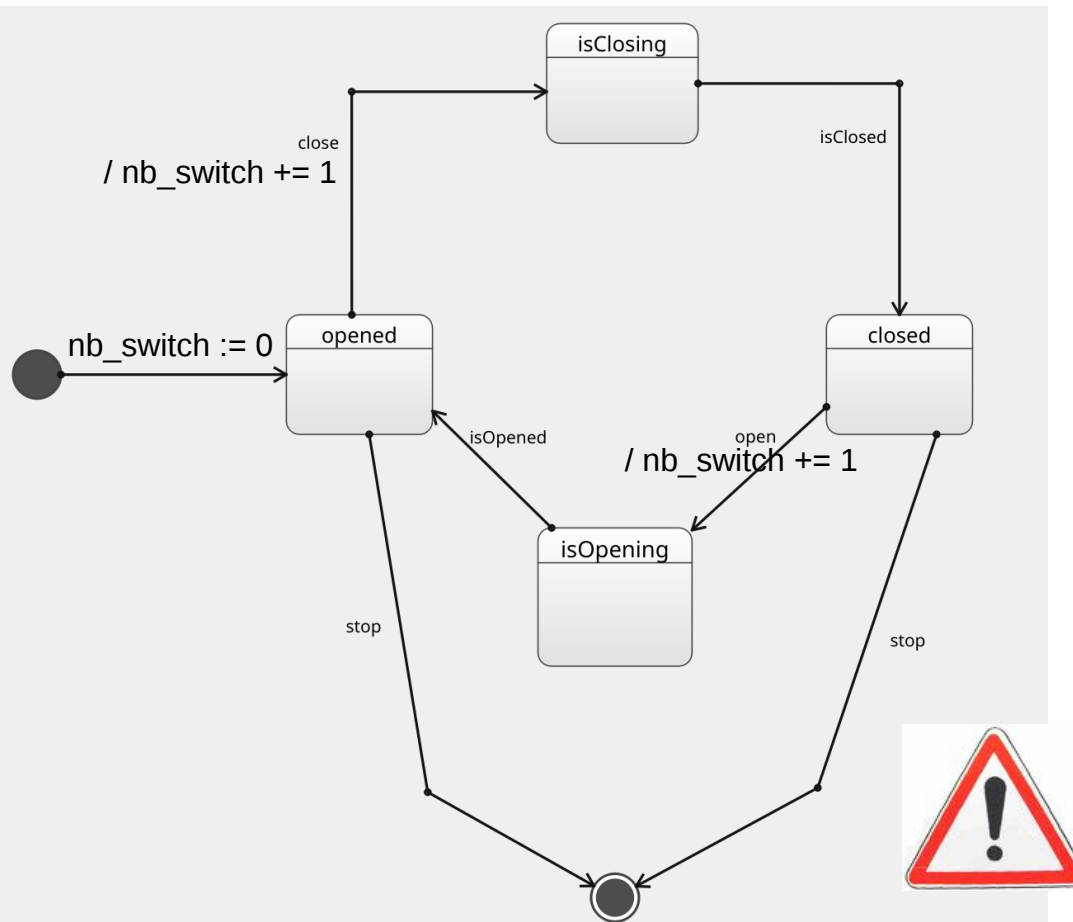 isClosing
close
isClosed
/ nb_switch += 1
nb_switch := 0
opened
closed
isOpened
open
/ nb_switch += 1
isOpening
stop
stop